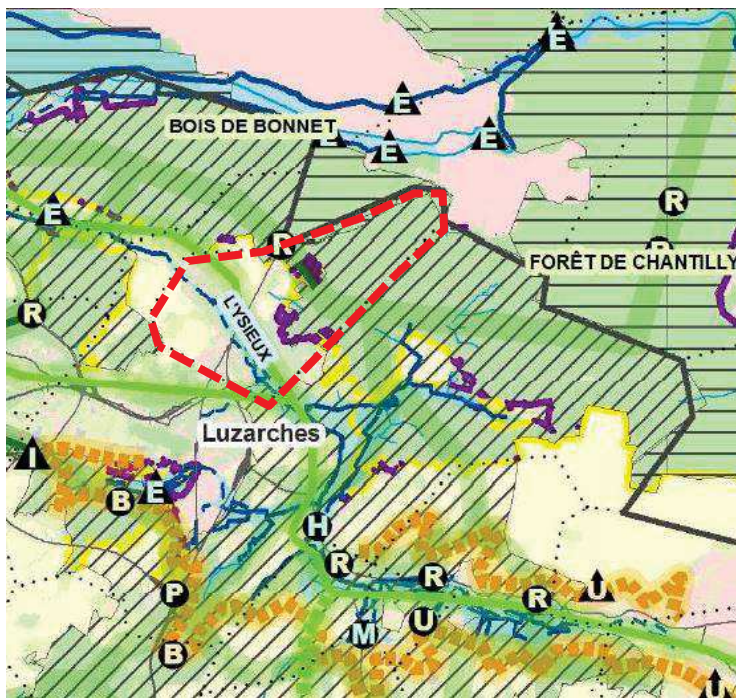 E
E
BOIS DE BONNET
E
E
E
R
E
R
R
FORÊT DE CHANTILLY
R
L'YSIEUX
Luzarches
I
E
B
H
R
R
R
U
P
M
U
B
U